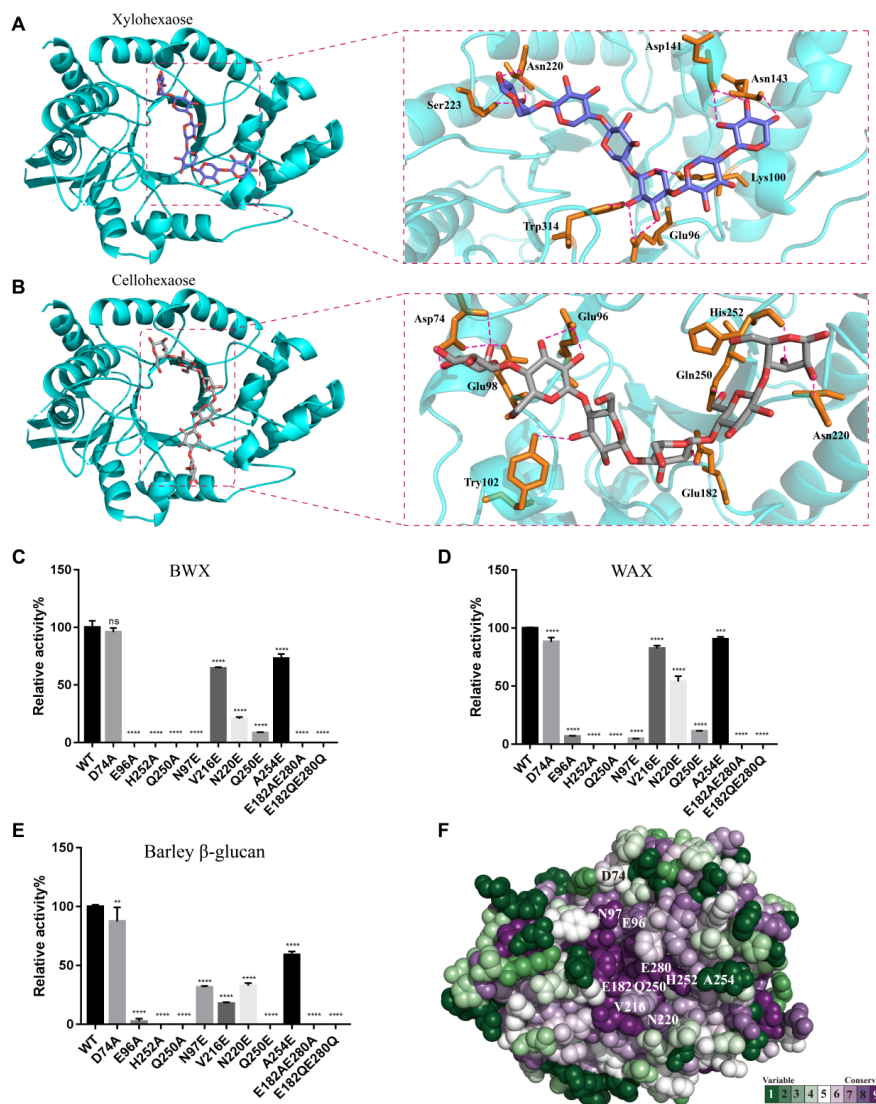 A
Xylohexaose
Asn220
Asp141
Asn143
Ser223
Lys100
Trp314
Glu96
B
Cellohexaose
Asp74
Glu96
His252
Glu98
Gln250
Asn220
Try102
Glu182
C
BWX
Relative activity%
150
100
50
0
ns
****
****
****
****
****
****
****
****
****
****
WT
D74A
E96A
H252A
Q250A
N97E
V216E
N220E
Q250E
A254E
E182AE280A
E182QE280Q
D
WAX
Relative activity%
150
100
50
0
****
****
****
****
****
****
****
****
***
****
****
WT
D74A
E96A
H252A
Q250A
N97E
V216E
N220E
Q250E
A254E
E182AE280A
E182QE280Q
E
Barley β-glucan
Relative activity%
150
100
50
0
**
****
****
****
****
****
****
****
****
****
****
WT
D74A
E96A
H252A
Q250A
N97E
V216E
N220E
Q250E
A254E
E182AE280A
E182QE280Q
F
D74
N97
E96
E280
E182 Q250 H252 A254
V216
N220
Variable Conserv
1 2 3 4 5 6 7 8 9